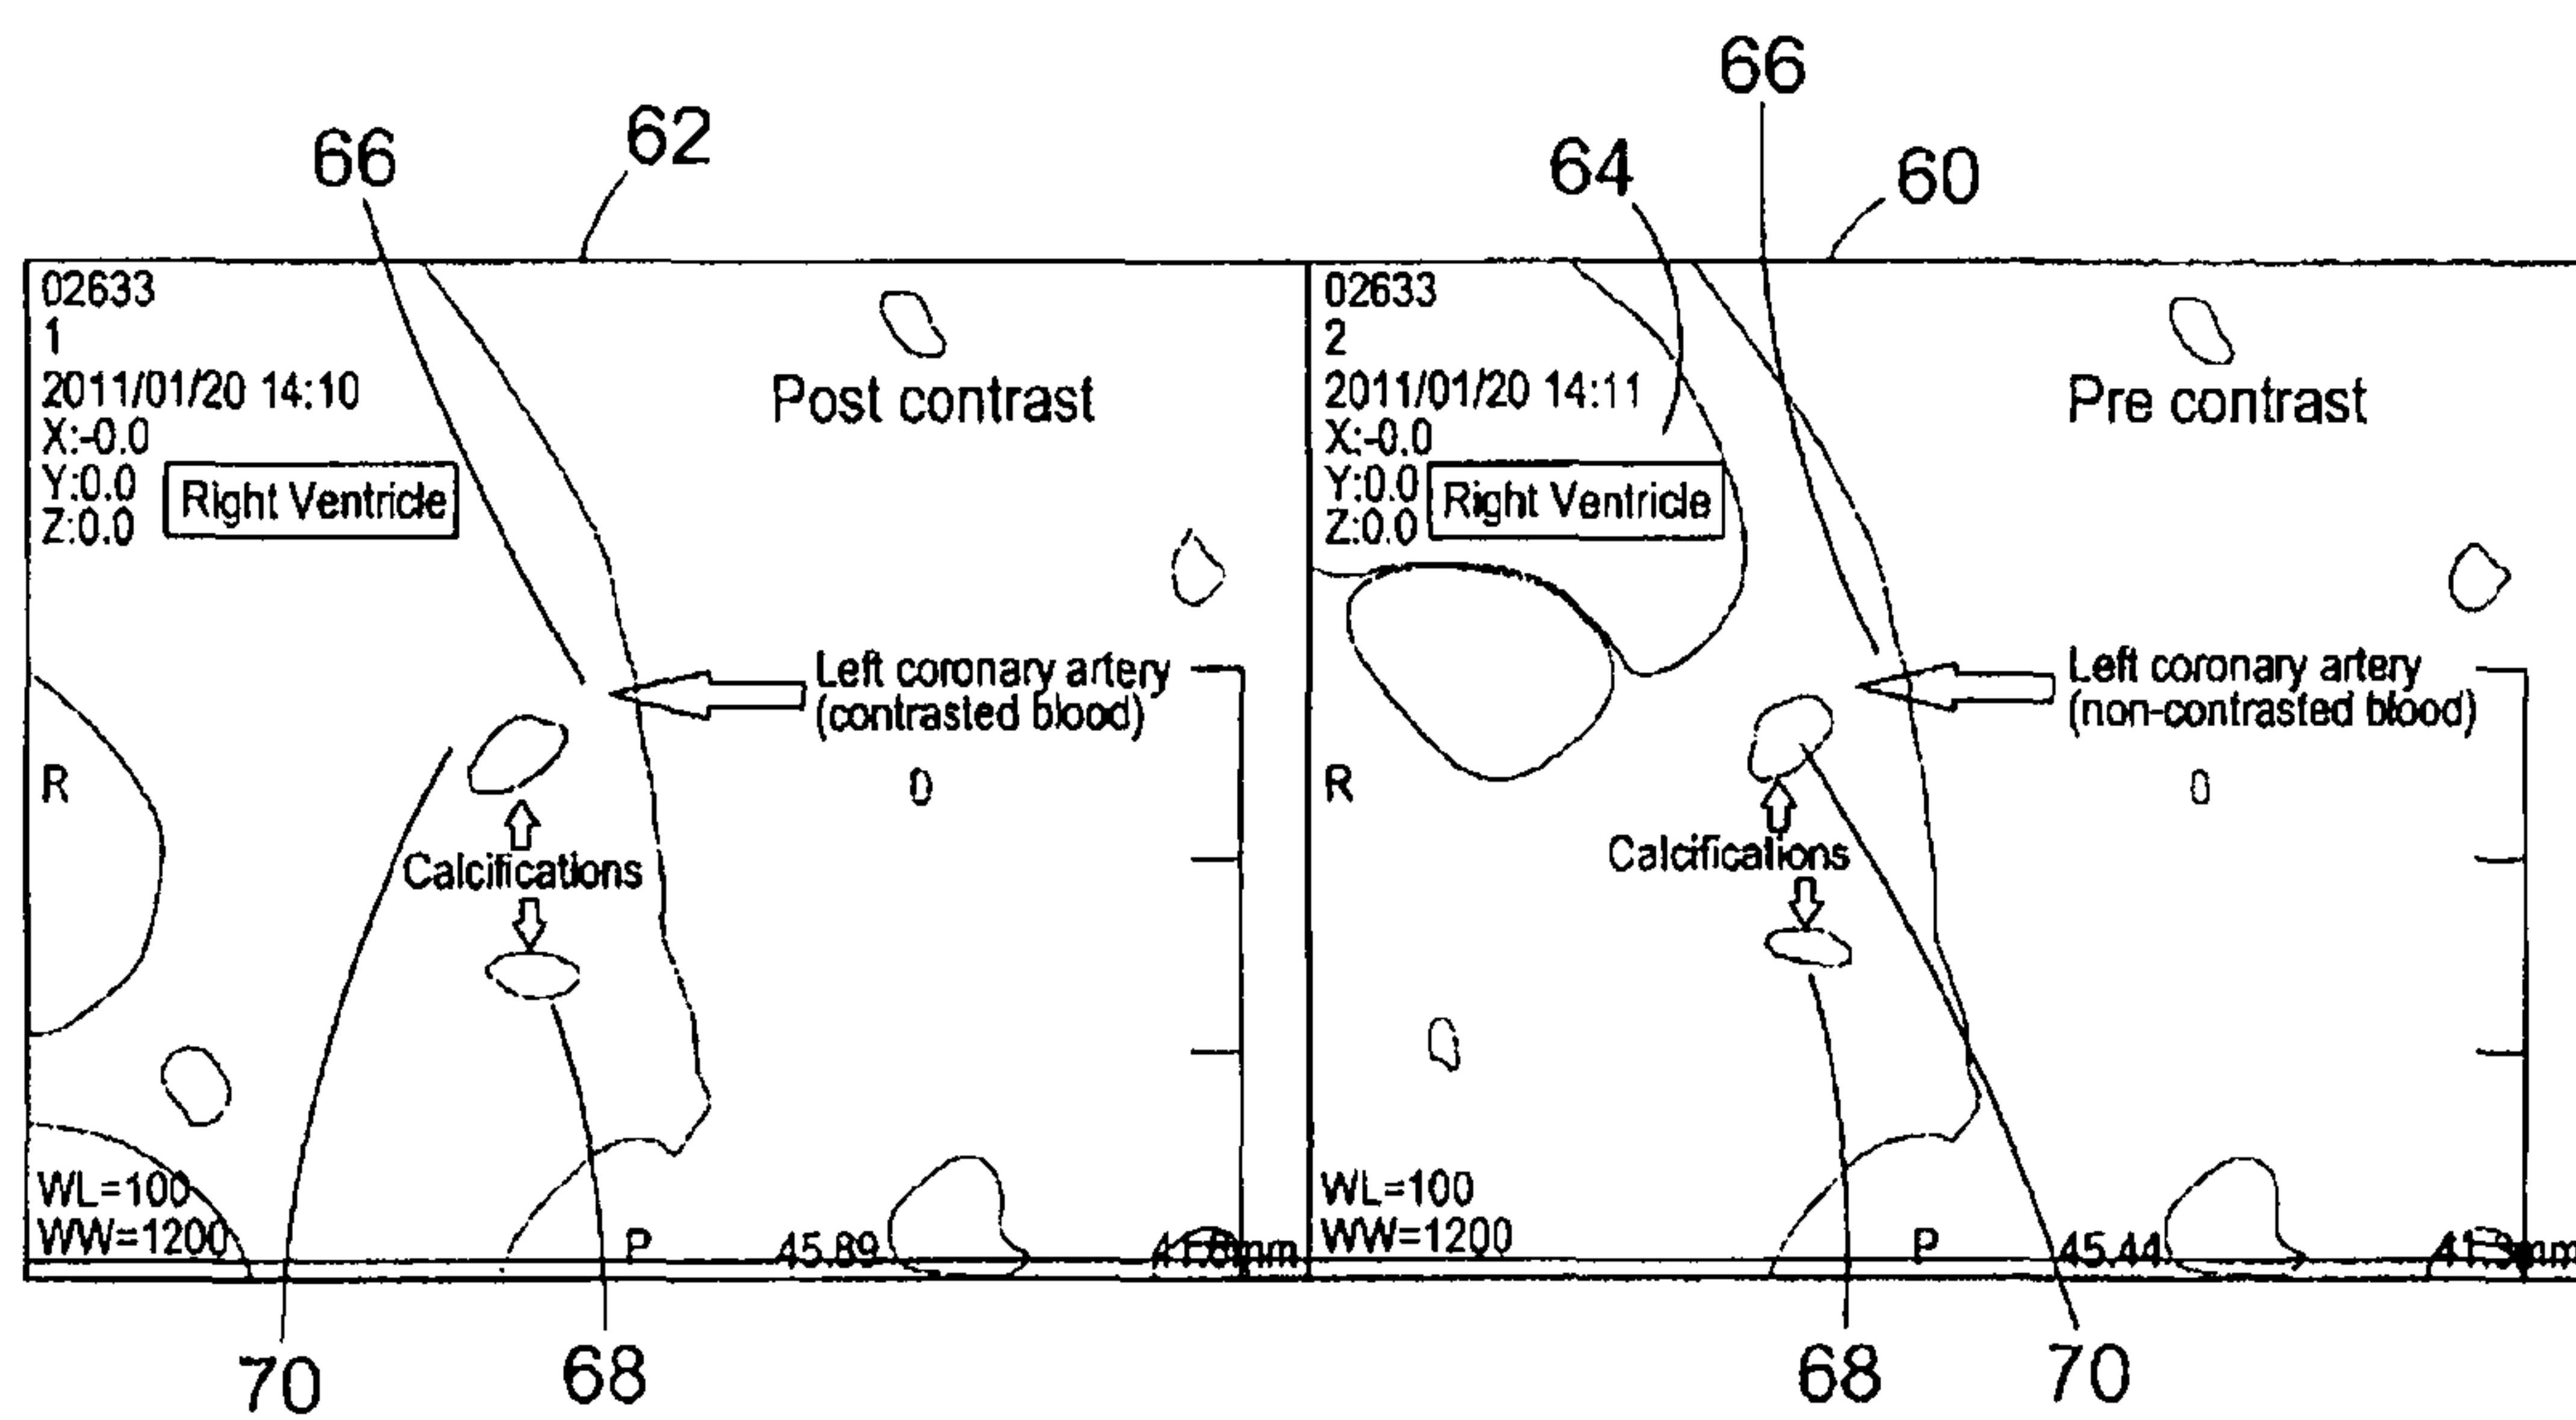 66
62
66
64
60
02633
1
2011/01/20 14:10
X:-0.0
Y:0.0
Z:0.0
Right Ventricle
Post contrast
Left coronary artery
(contrasted blood)
R
0
Calcifications
WL=100
WW=1200
P
45.89
70
68
02633
2
2011/01/20 14:11
X:-0.0
Y:0.0
Z:0.0
Right Ventricle
Pre contrast
Left coronary artery
(non-contrasted blood)
R
0
Calcifications
WL=100
WW=1200
P
45.44
68
70